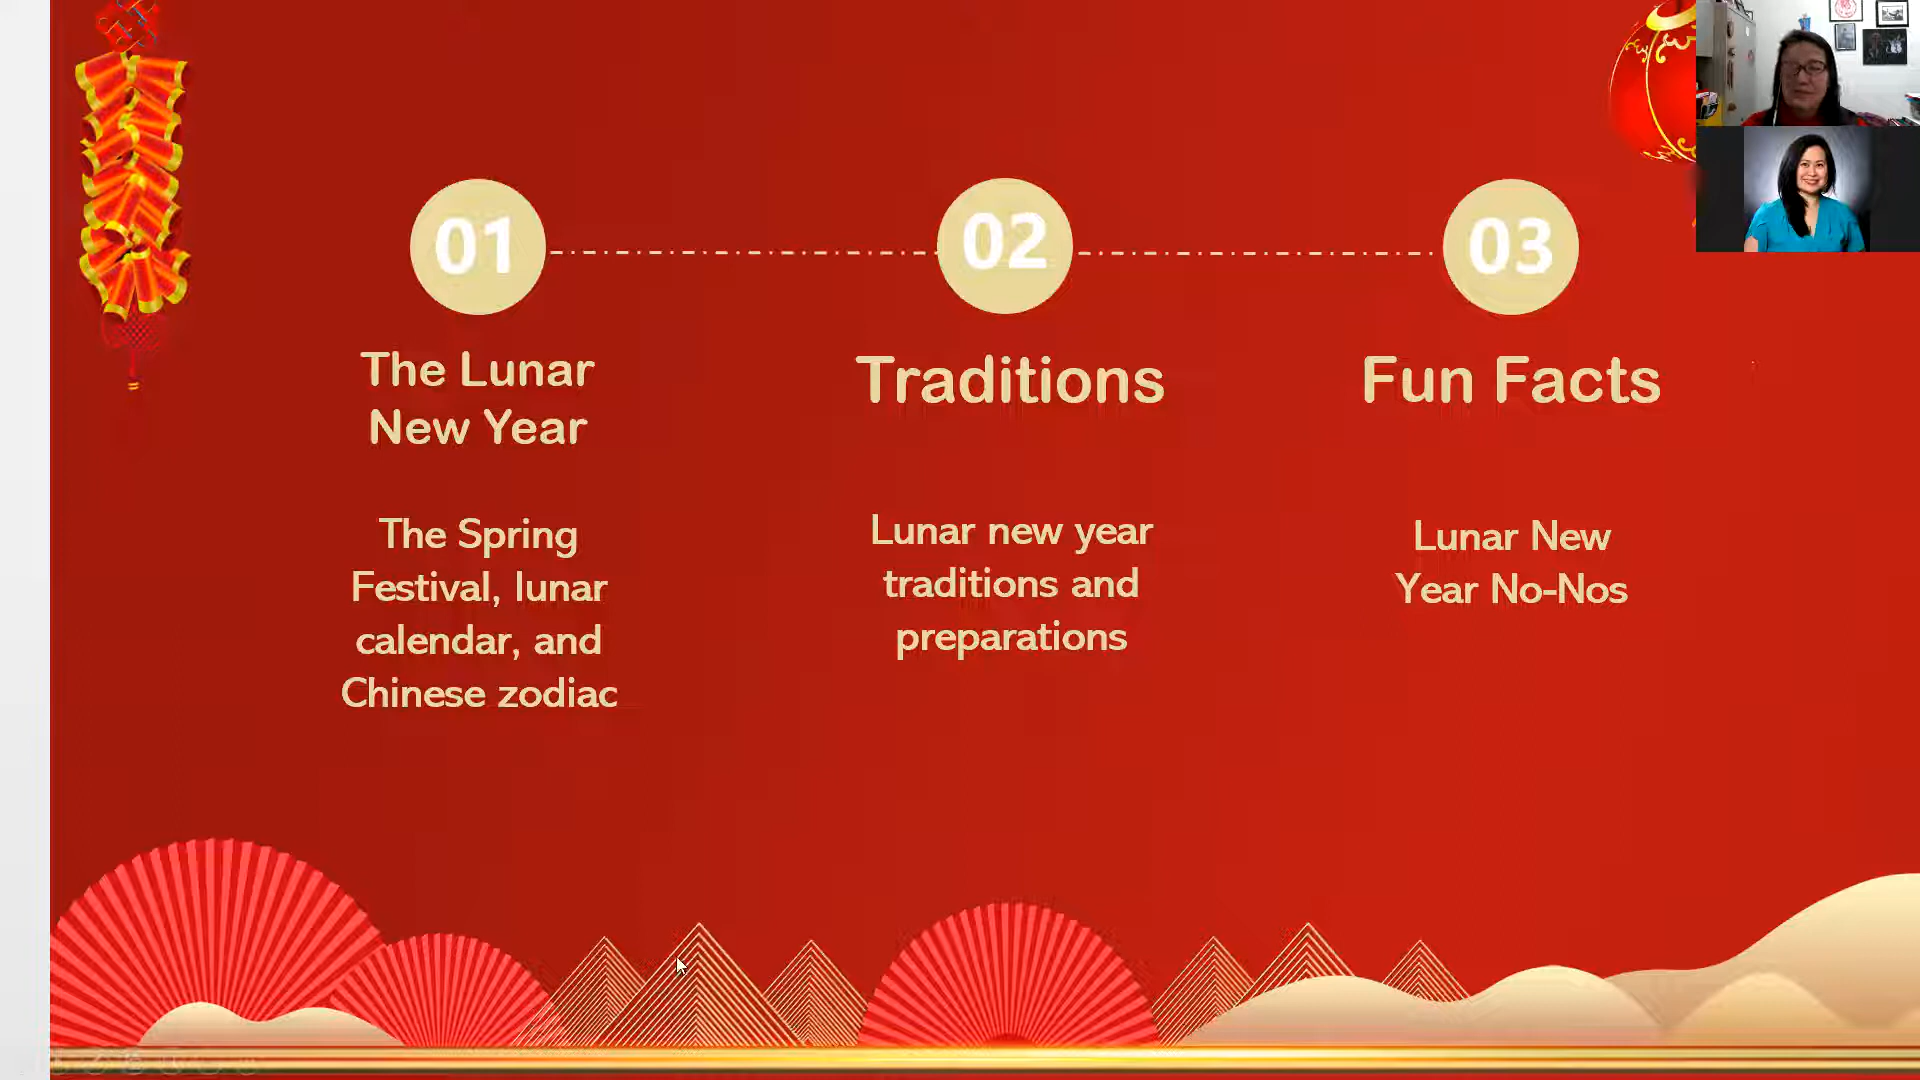 01
02
03
The Lunar
New Year
Traditions
Fun Facts
The Spring
Festival, lunar
calendar, and
Chinese zodiac
Lunar new year
traditions and
preparations
Lunar New
Year No-Nos